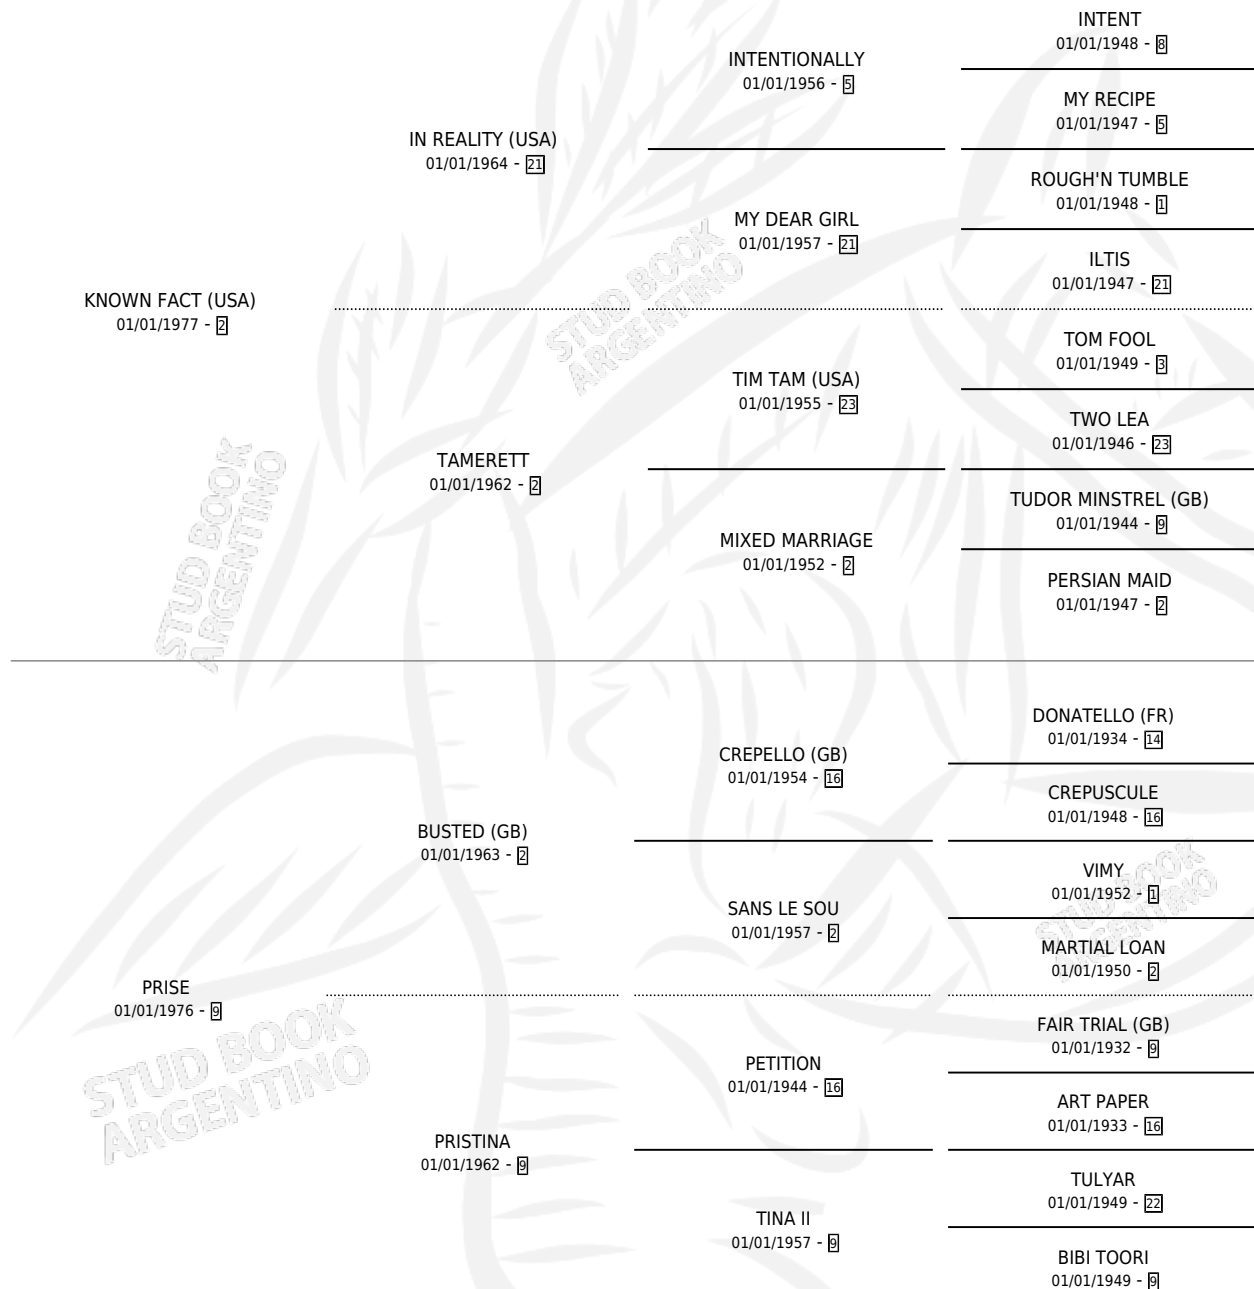 INTENT
01/01/1948 - 8
INTENTIONALLY
01/01/1956 - 5
MY RECIPE
01/01/1947 - 5
IN REALITY (USA)
01/01/1964 - 21
ROUGH'N TUMBLE
01/01/1948 - 1
MY DEAR GIRL
01/01/1957 - 21
ILTIS
01/01/1947 - 21
KNOWN FACT (USA)
01/01/1977 - 2
TOM FOOL
01/01/1949 - 3
TIM TAM (USA)
01/01/1955 - 23
TWO LEA
01/01/1946 - 23
TAMERETT
01/01/1962 - 2
TUDOR MINSTREL (GB)
01/01/1944 - 9
MIXED MARRIAGE
01/01/1952 - 2
PERSIAN MAID
01/01/1947 - 2
DONATELLO (FR)
01/01/1934 - 14
CREPELLO (GB)
01/01/1954 - 16
CREPUSCULE
01/01/1948 - 16
BUSTED (GB)
01/01/1963 - 2
VIMY
01/01/1952 - 1
SANS LE SOU
01/01/1957 - 2
MARTIAL LOAN
01/01/1950 - 2
PRISE
01/01/1976 - 9
FAIR TRIAL (GB)
01/01/1932 - 9
PETITION
01/01/1944 - 16
ART PAPER
01/01/1933 - 16
PRISTINA
01/01/1962 - 9
TULYAR
01/01/1949 - 22
TINA II
01/01/1957 - 9
BIBI TOORI
01/01/1949 - 9
STUD BOOK
ARGENTINO
STUD BOOK
ARGENTINO
STUD BOOK
ARGENTINO
STUD BOOK
ARGENTINO